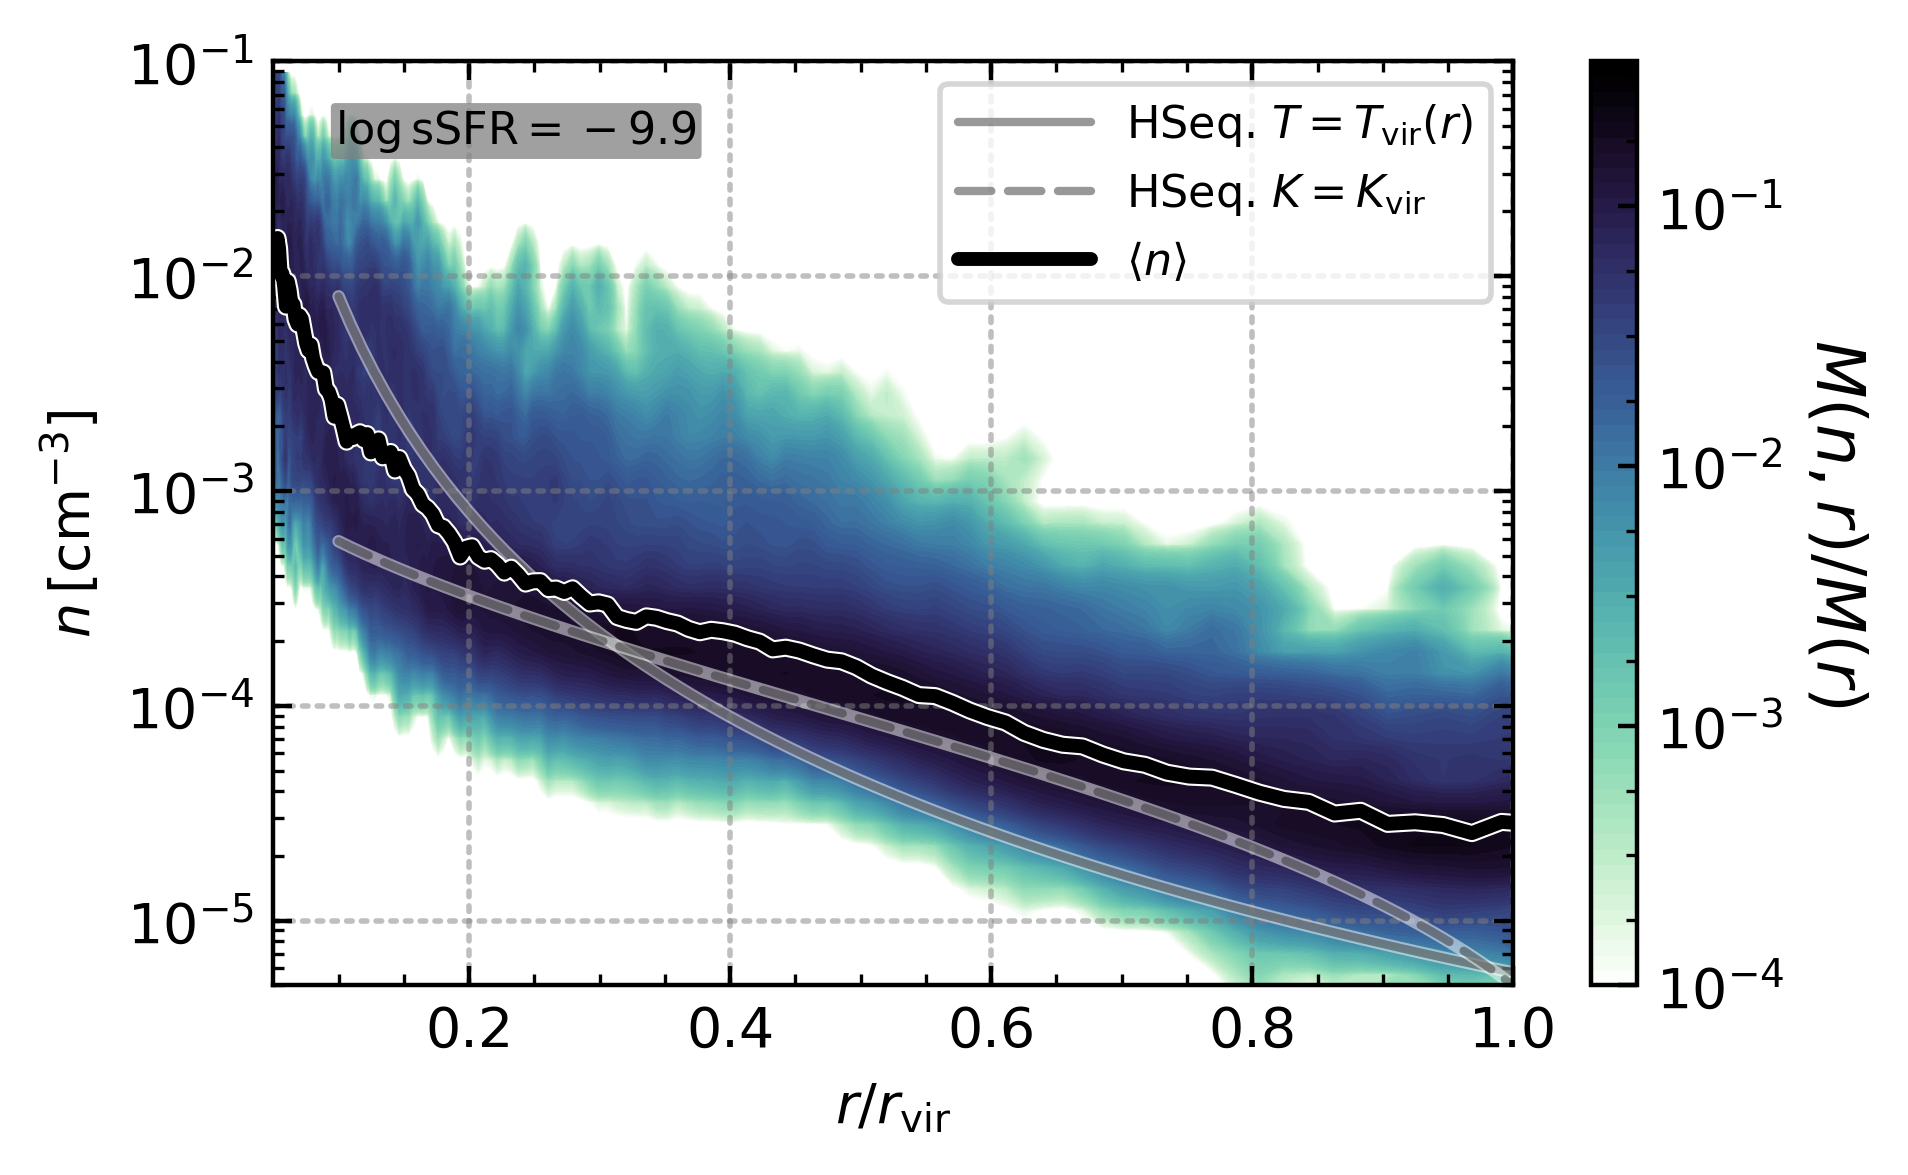 10⁻¹
10⁻²
10⁻³
10⁻⁴
10⁻⁵
n [cm⁻³]
log sSFR = −9.9
HSeq. T = T_vir(r)
HSeq. K = K_vir
⟨n⟩
0.2 0.4 0.6 0.8 1.0
r/r_vir
10⁻¹
10⁻²
10⁻³
10⁻⁴
M(n, r)/M(r)